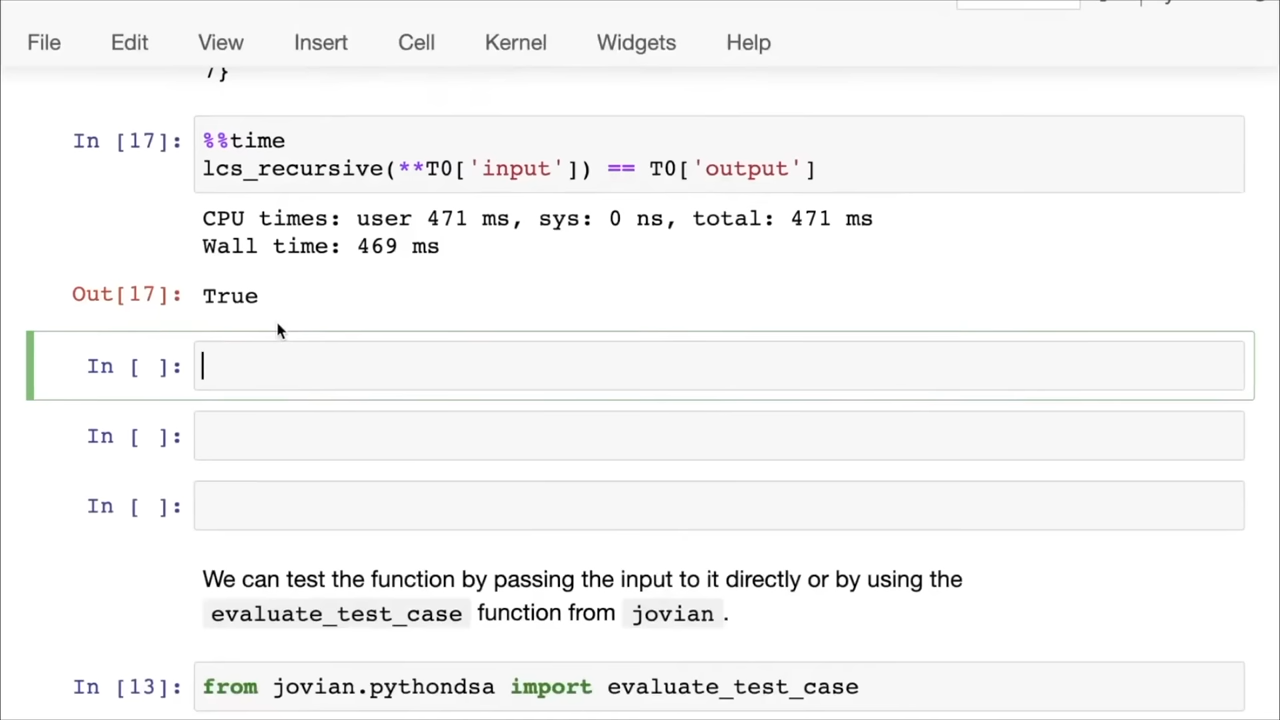 File Edit View Insert Cell Kernel Widgets Help
'}
In [17]: %%time
lcs_recursive(**T0['input']) == T0['output']
CPU times: user 471 ms, sys: 0 ns, total: 471 ms
Wall time: 469 ms
Out[17]: True
In [ ]:
In [ ]:
In [ ]:
We can test the function by passing the input to it directly or by using the
evaluate_test_case function from jovian .
In [13]: from jovian.pythondsa import evaluate_test_case